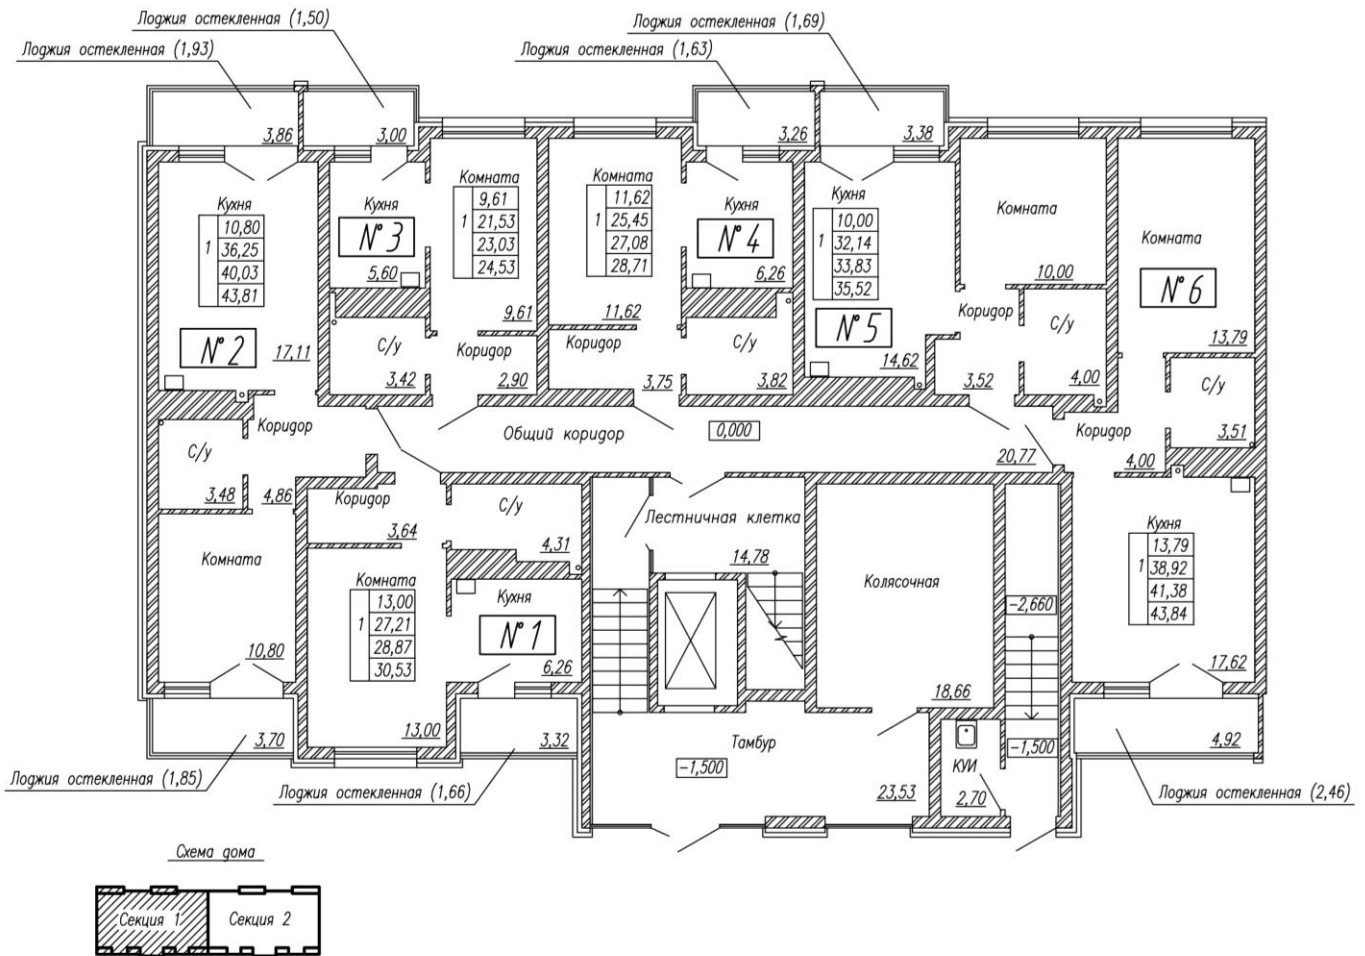 Лоджия остекленная (1,50)
Лоджия остекленная (1,93)
Лоджия остекленная (1,69)
Лоджия остекленная (1,63)
3,86
3,00
3,26
3,38
Кухня
10,80
1 36,25
40,03
43,81
№2
17,11
Кухня
№3
5,60
Комната
9,61
1 21,53
23,03
24,53
9,61
Комната
11,62
1 25,45
27,08
28,71
11,62
Кухня
№4
6,26
Кухня
10,00
1 32,14
33,83
35,52
№5
14,62
Комната
10,00
Комната
№6
13,79
С/у
3,42
Коридор
2,90
Коридор
3,75
С/у
3,82
Коридор
3,52
С/у
4,00
С/у
3,51
Коридор
4,00
Коридор
4,86
С/у
3,48
Общий коридор
0,000
20,77
Коридор
3,64
С/у
4,31
Лестничная клетка
14,78
Колясочная
18,66
-2,660
Кухня
13,79
1 38,92
41,38
43,84
17,62
Комната
10,80
Комната
13,00
1 27,21
28,87
30,53
13,00
Кухня
№1
6,26
3,70
3,32
Тамбур
-1,500
23,53
КУИ
2,70
-1,500
4,92
Лоджия остекленная (1,85)
Лоджия остекленная (1,66)
Лоджия остекленная (2,46)
Схема дома
Секция 1
Секция 2